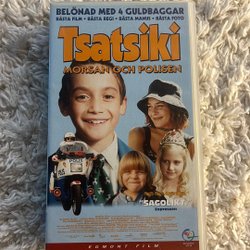 BELÖNAD MED 4 GULDBAGGAR
BÄSTA FILM • BÄSTA REGI • BÄSTA MANUS • BÄSTA FOTO
Tsatsiki
MORSAN OCH POLISEN
"SAGOLIKT"
EGMONT FILM